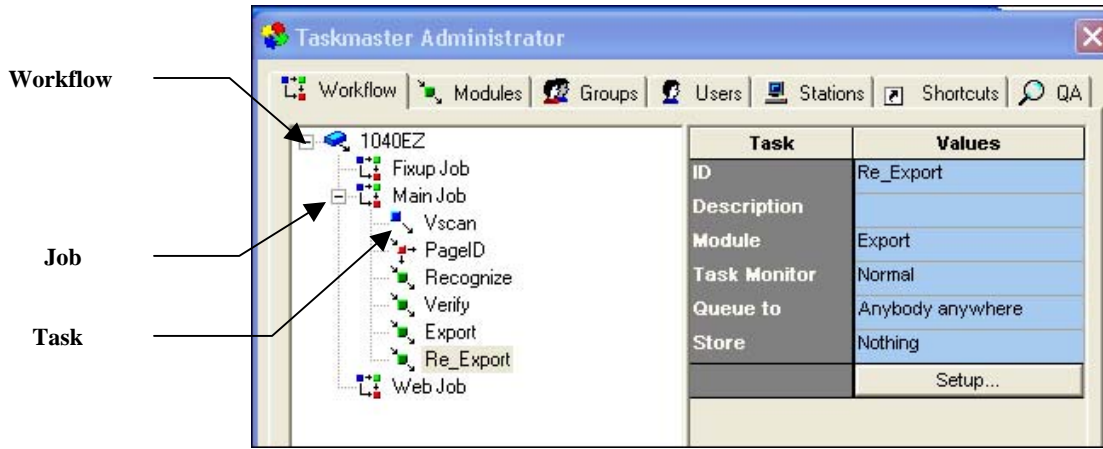 Taskmaster Administrator
Workflow
Workflow Modules Groups Users Stations Shortcuts QA
1040EZ
Fixup Job
Main Job
Vscan
PageID
Recognize
Verify
Export
Re_Export
Web Job
Job
Task
Task Values
ID Re_Export
Description
Module Export
Task Monitor Normal
Queue to Anybody anywhere
Store Nothing
Setup...